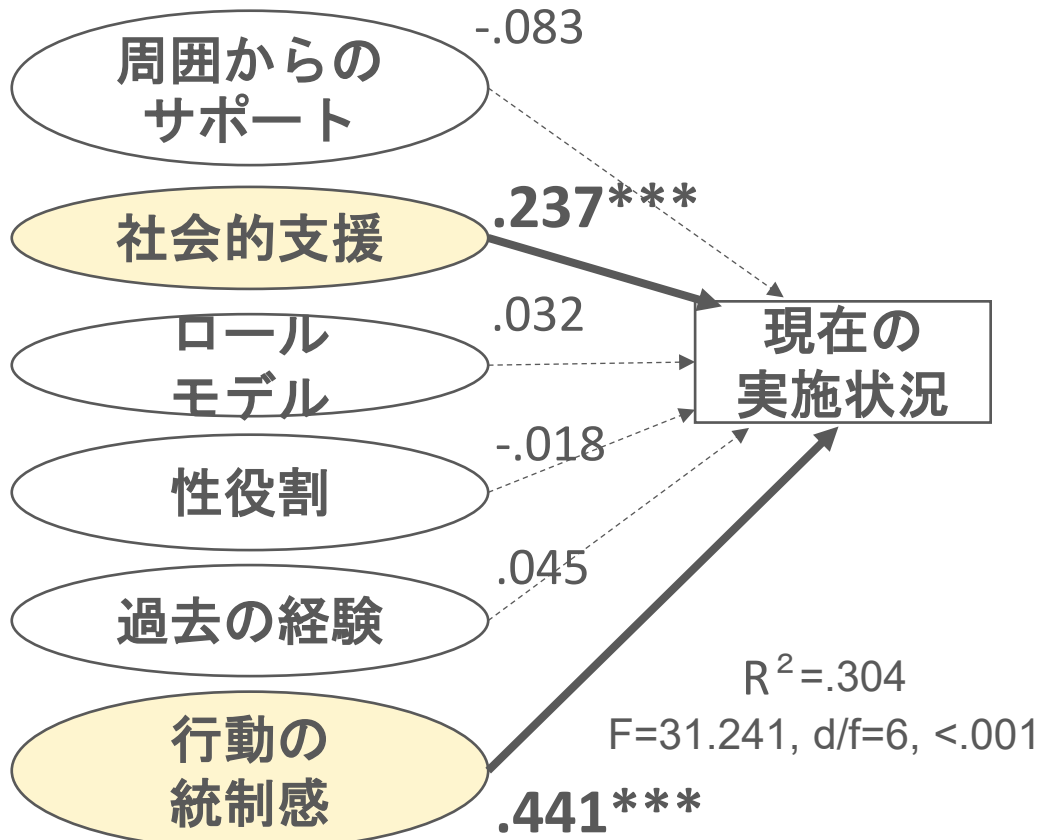 周囲からの
サポート
-.083
社会的支援
.237***
ロール
モデル
.032
性役割
-.018
過去の経験
.045
行動の
統制感
.441***
現在の
実施状況
R²=.304
F=31.241, d/f=6, <.001